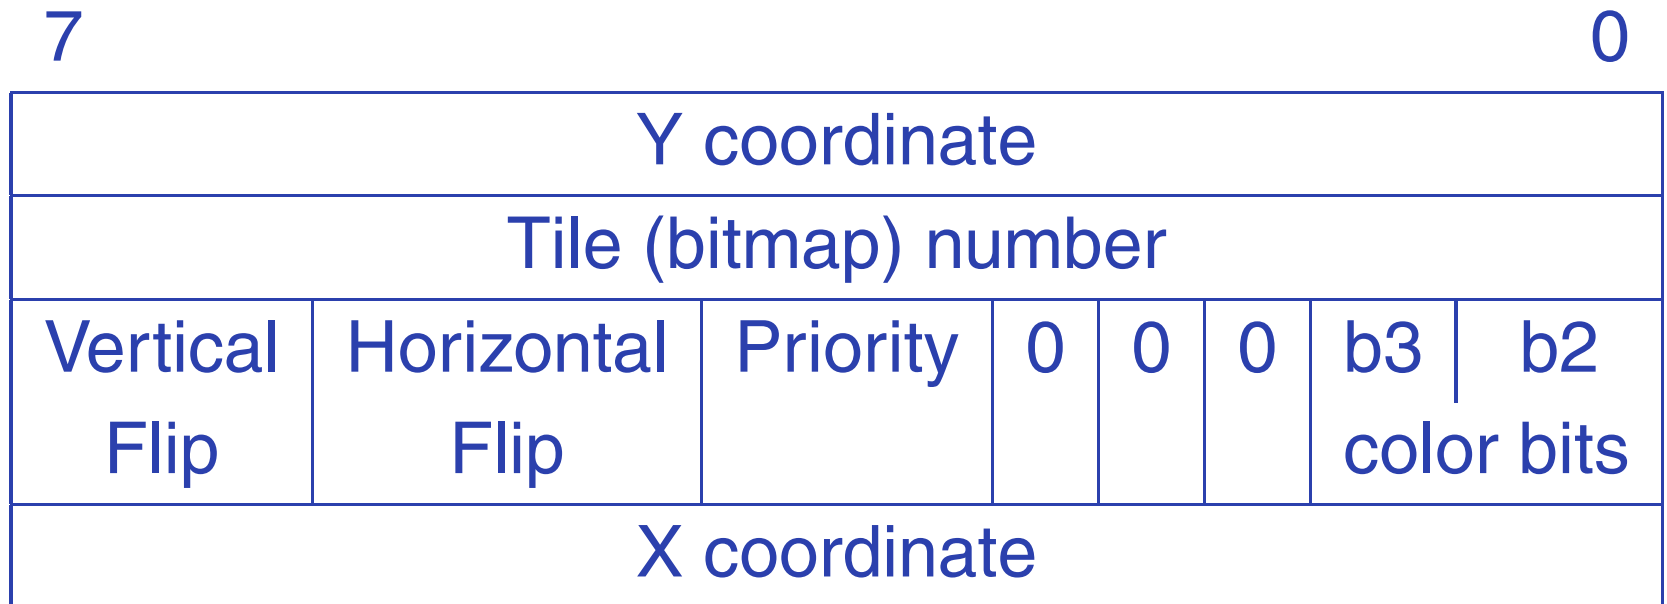 7 0
Y coordinate
Tile (bitmap) number
Vertical Horizontal Priority 0 0 0 b3 b2
Flip Flip color bits
X coordinate